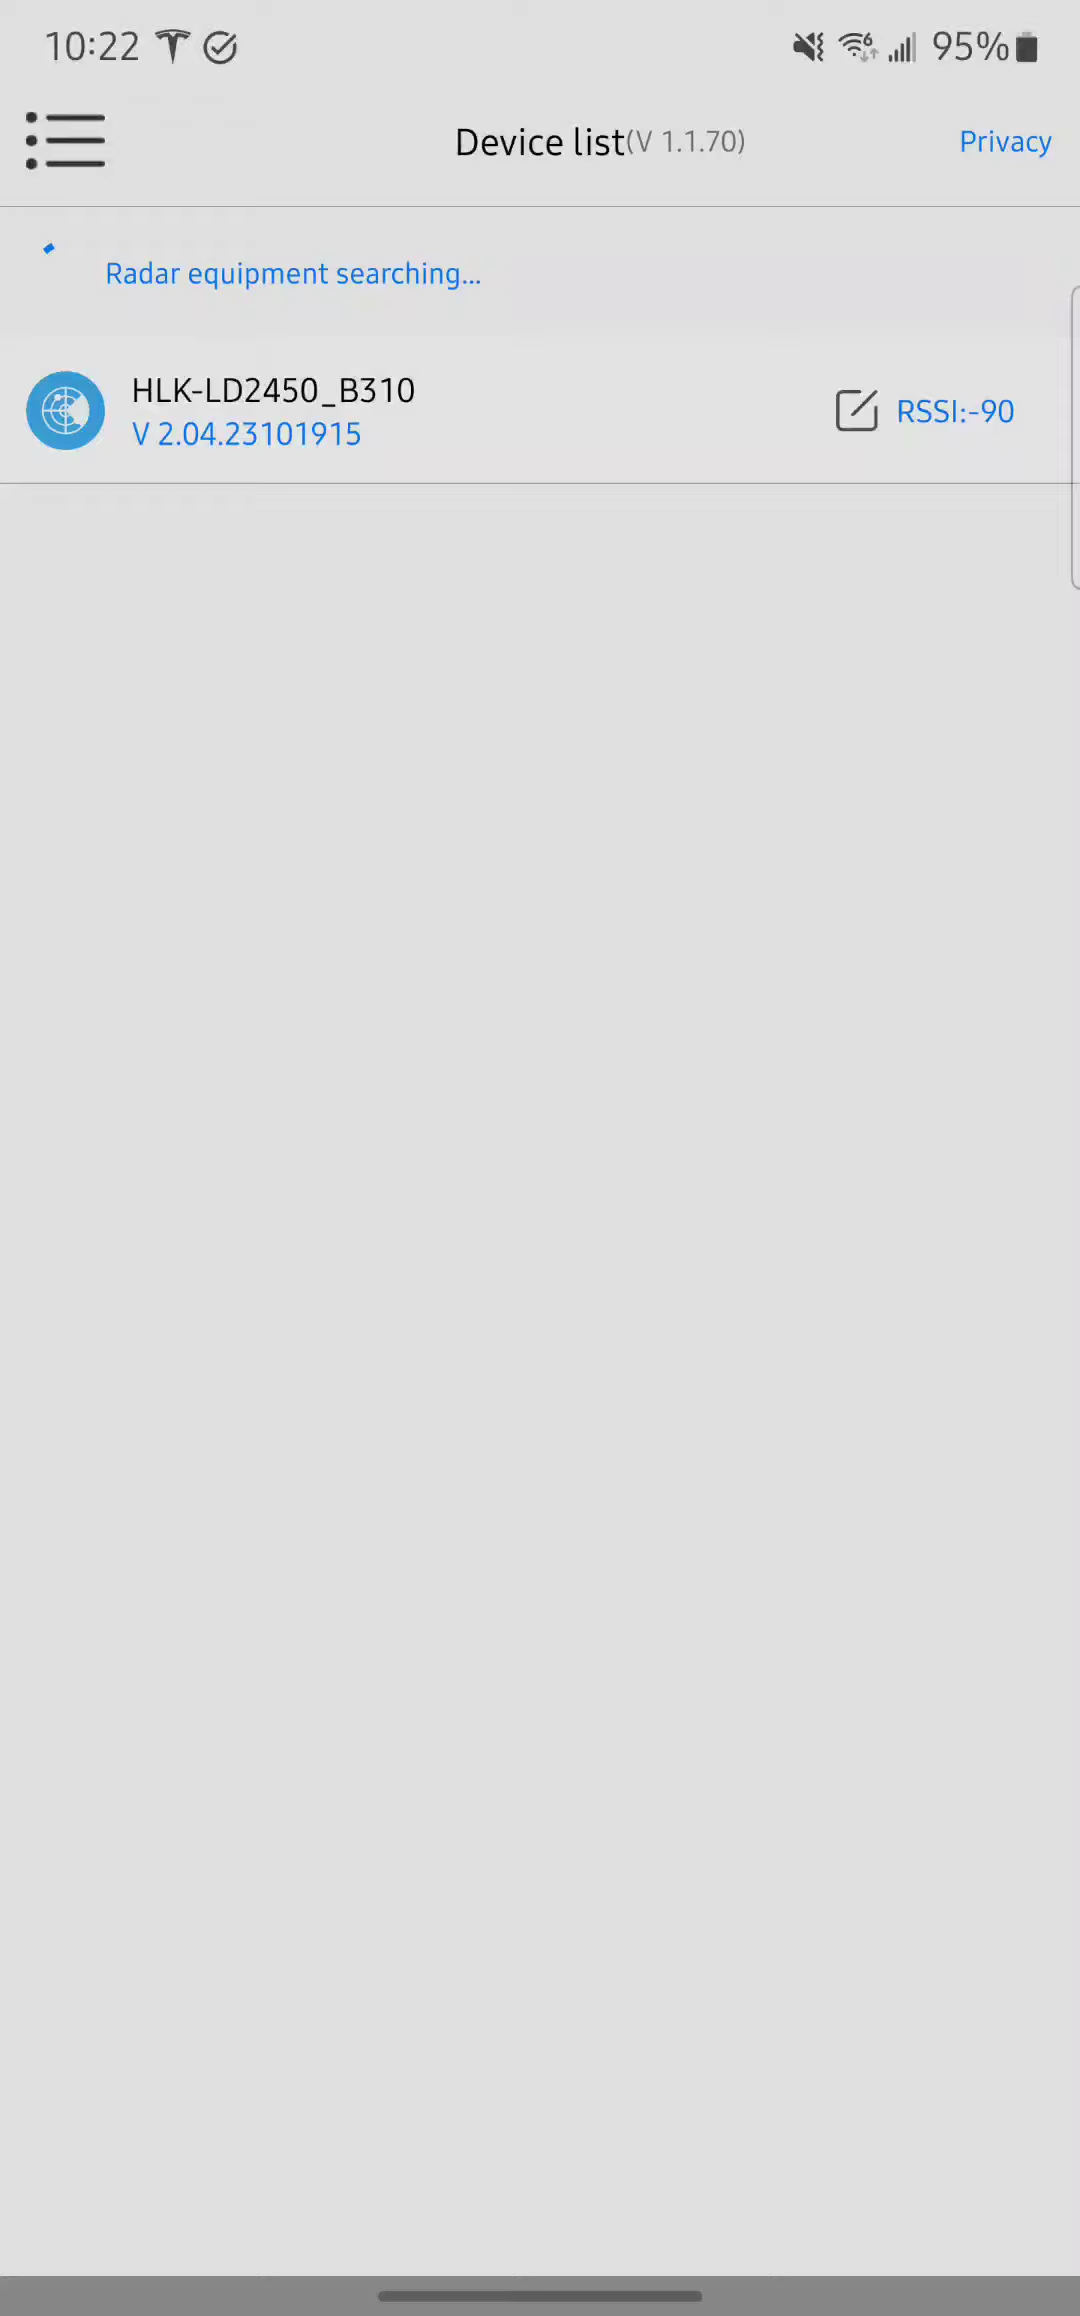 10:22 95%
Device list(V 1.1.70) Privacy
Radar equipment searching...
HLK-LD2450_B310
V 2.04.23101915
RSSI:-90